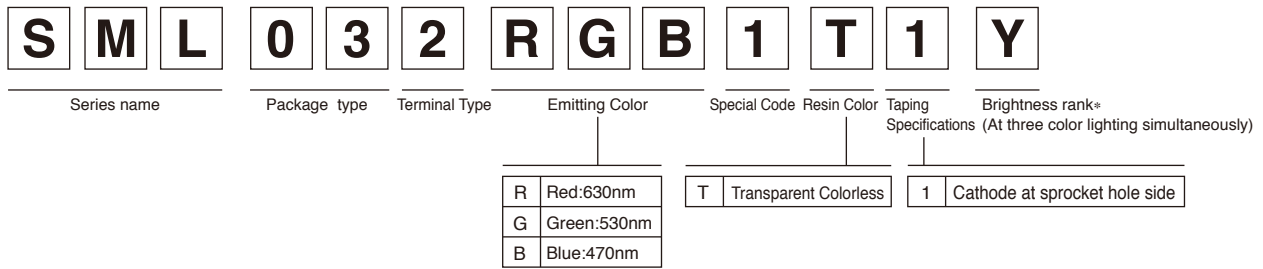 S M L 0 3 2 R G B 1 T 1 Y
Series name Package type Terminal Type Emitting Color Special Code Resin Color Taping Specifications Brightness rank* (At three color lighting simultaneously)
R Red:630nm
G Green:530nm
B Blue:470nm
T Transparent Colorless
1 Cathode at sprocket hole side